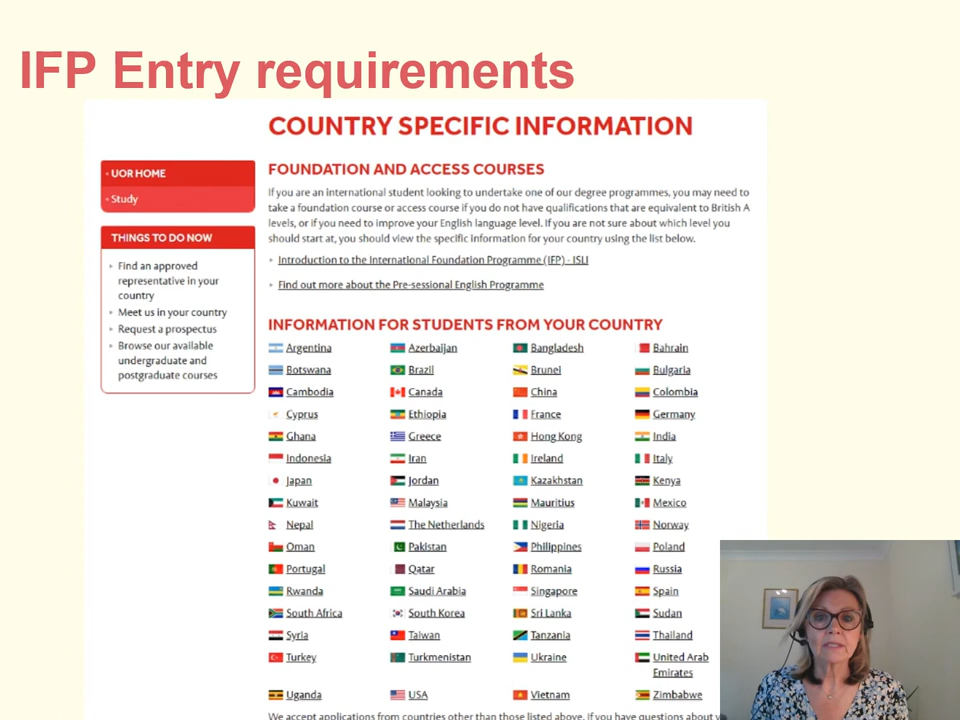 IFP Entry requirements
COUNTRY SPECIFIC INFORMATION
UOR HOME
Study
THINGS TO DO NOW
Find an approved
representative in your
country
Meet us in your country
Request a prospectus
Browse our available
undergraduate and
postgraduate courses
FOUNDATION AND ACCESS COURSES
If you are an international student looking to undertake one of our degree programmes, you may need to
take a foundation course or access course if you do not have qualifications that are equivalent to British A
levels, or if you need to improve your English language level. If you are not sure about which level you
should start at, you should view the specific information for your country using the list below.
Introduction to the International Foundation Programme (IFP) - ISLI
Find out more about the Pre-sessional English Programme
INFORMATION FOR STUDENTS FROM YOUR COUNTRY
Argentina Azerbaijan Bangladesh Bahrain
Botswana Brazil Brunei Bulgaria
Cambodia Canada China Colombia
Cyprus Ethiopia France Germany
Ghana Greece Hong Kong India
Indonesia Iran Ireland Italy
Japan Jordan Kazakhstan Kenya
Kuwait Malaysia Mauritius Mexico
Nepal The Netherlands Nigeria Norway
Oman Pakistan Philippines Poland
Portugal Qatar Romania Russia
Rwanda Saudi Arabia Singapore Spain
South Africa South Korea Sri Lanka Sudan
Syria Taiwan Tanzania Thailand
Turkey Turkmenistan Ukraine United Arab
Emirates
Uganda USA Vietnam Zimbabwe
We accept applications from countries other than those listed above. If you have questions about